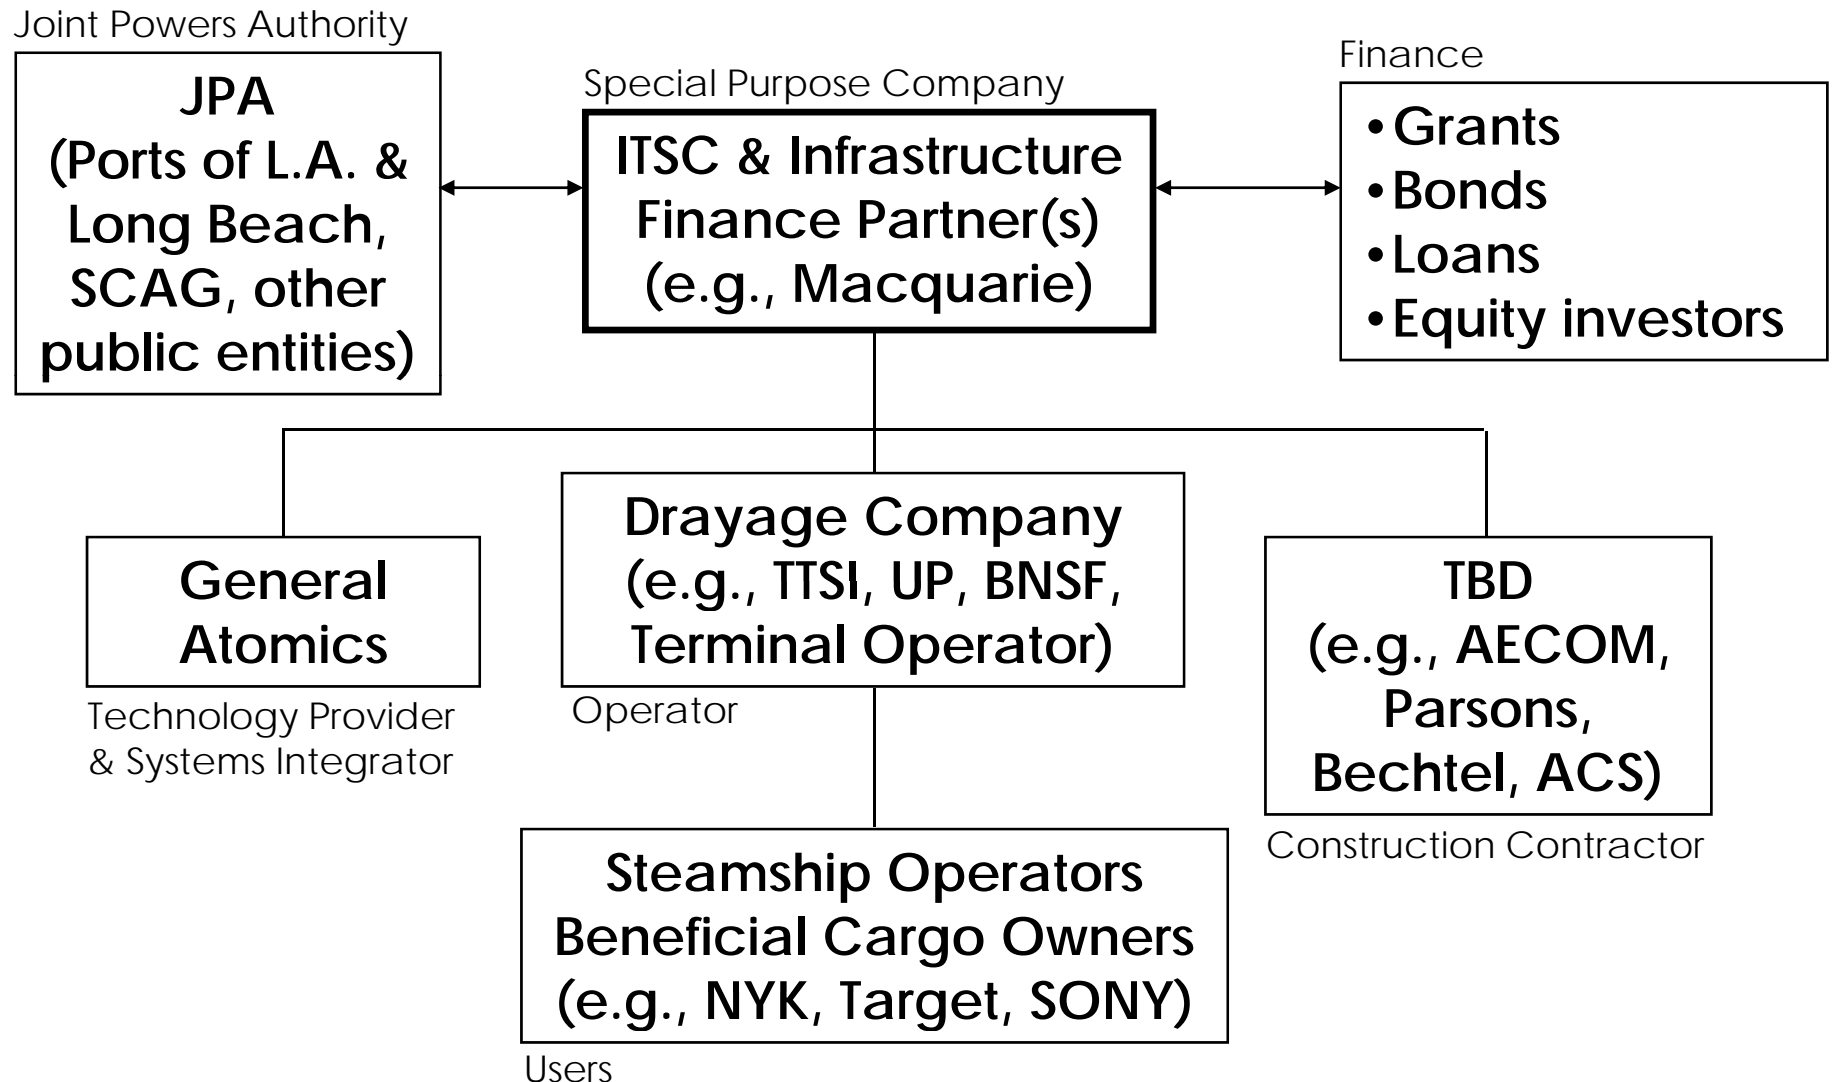 Joint Powers Authority
JPA
(Ports of L.A. &
Long Beach,
SCAG, other
public entities)
Special Purpose Company
ITSC & Infrastructure
Finance Partner(s)
(e.g., Macquarie)
Finance
• Grants
• Bonds
• Loans
• Equity investors
General
Atomics
Technology Provider
& Systems Integrator
Drayage Company
(e.g., TTSI, UP, BNSF,
Terminal Operator)
Operator
TBD
(e.g., AECOM,
Parsons,
Bechtel, ACS)
Construction Contractor
Steamship Operators
Beneficial Cargo Owners
(e.g., NYK, Target, SONY)
Users